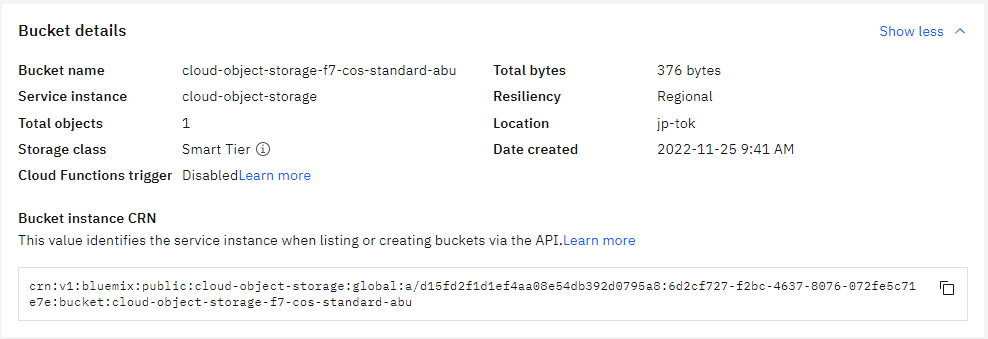 Bucket details
Show less
Bucket name cloud-object-storage-f7-cos-standard-abu Total bytes 376 bytes
Service instance cloud-object-storage Resiliency Regional
Total objects 1 Location jp-tok
Storage class Smart Tier Date created 2022-11-25 9:41 AM
Cloud Functions trigger DisabledLearn more
Bucket instance CRN
This value identifies the service instance when listing or creating buckets via the API.Learn more
crn:v1:bluemix:public:cloud-object-storage:global:a/d15fd2f1d1ef4aa08e54db392d0795a8:6d2cf727-f2bc-4637-8076-072fe5c71
e7e:bucket:cloud-object-storage-f7-cos-standard-abu